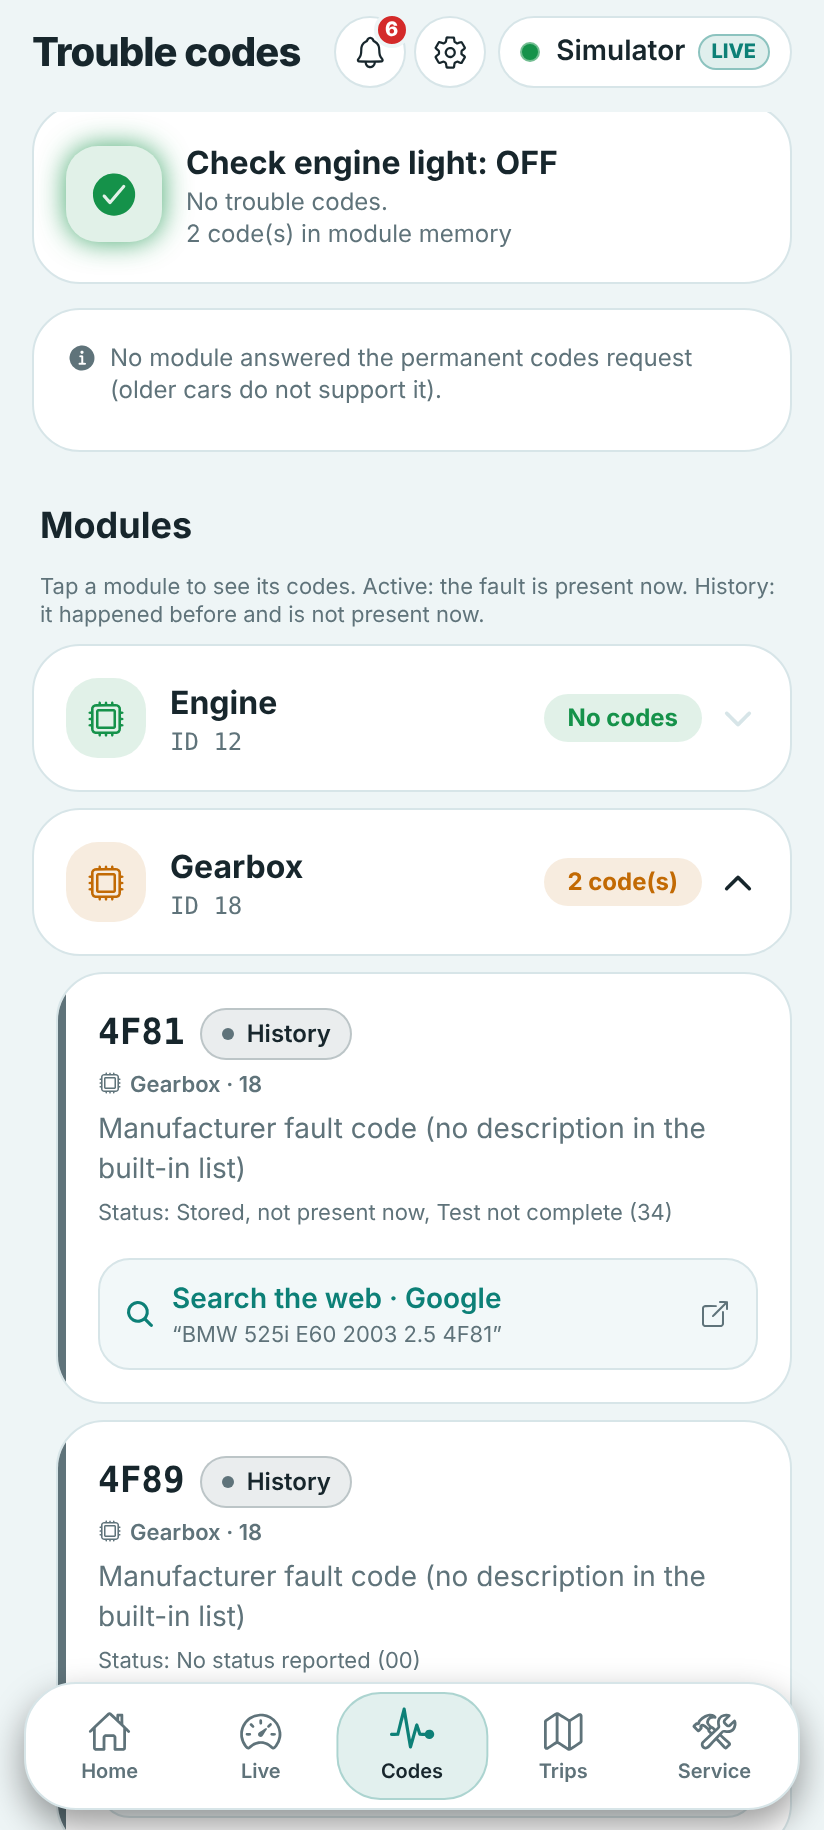 Trouble codes
6
Simulator
LIVE
Check engine light: OFF
No trouble codes.
2 code(s) in module memory
No module answered the permanent codes request
(older cars do not support it).
Modules
Tap a module to see its codes. Active: the fault is present now. History:
it happened before and is not present now.
Engine
ID 12
No codes
Gearbox
ID 18
2 code(s)
4F81
History
Gearbox · 18
Manufacturer fault code (no description in the
built-in list)
Status: Stored, not present now, Test not complete (34)
Search the web · Google
“BMW 525i E60 2003 2.5 4F81”
4F89
History
Gearbox · 18
Manufacturer fault code (no description in the
built-in list)
Status: No status reported (00)
Home
Live
Codes
Trips
Service